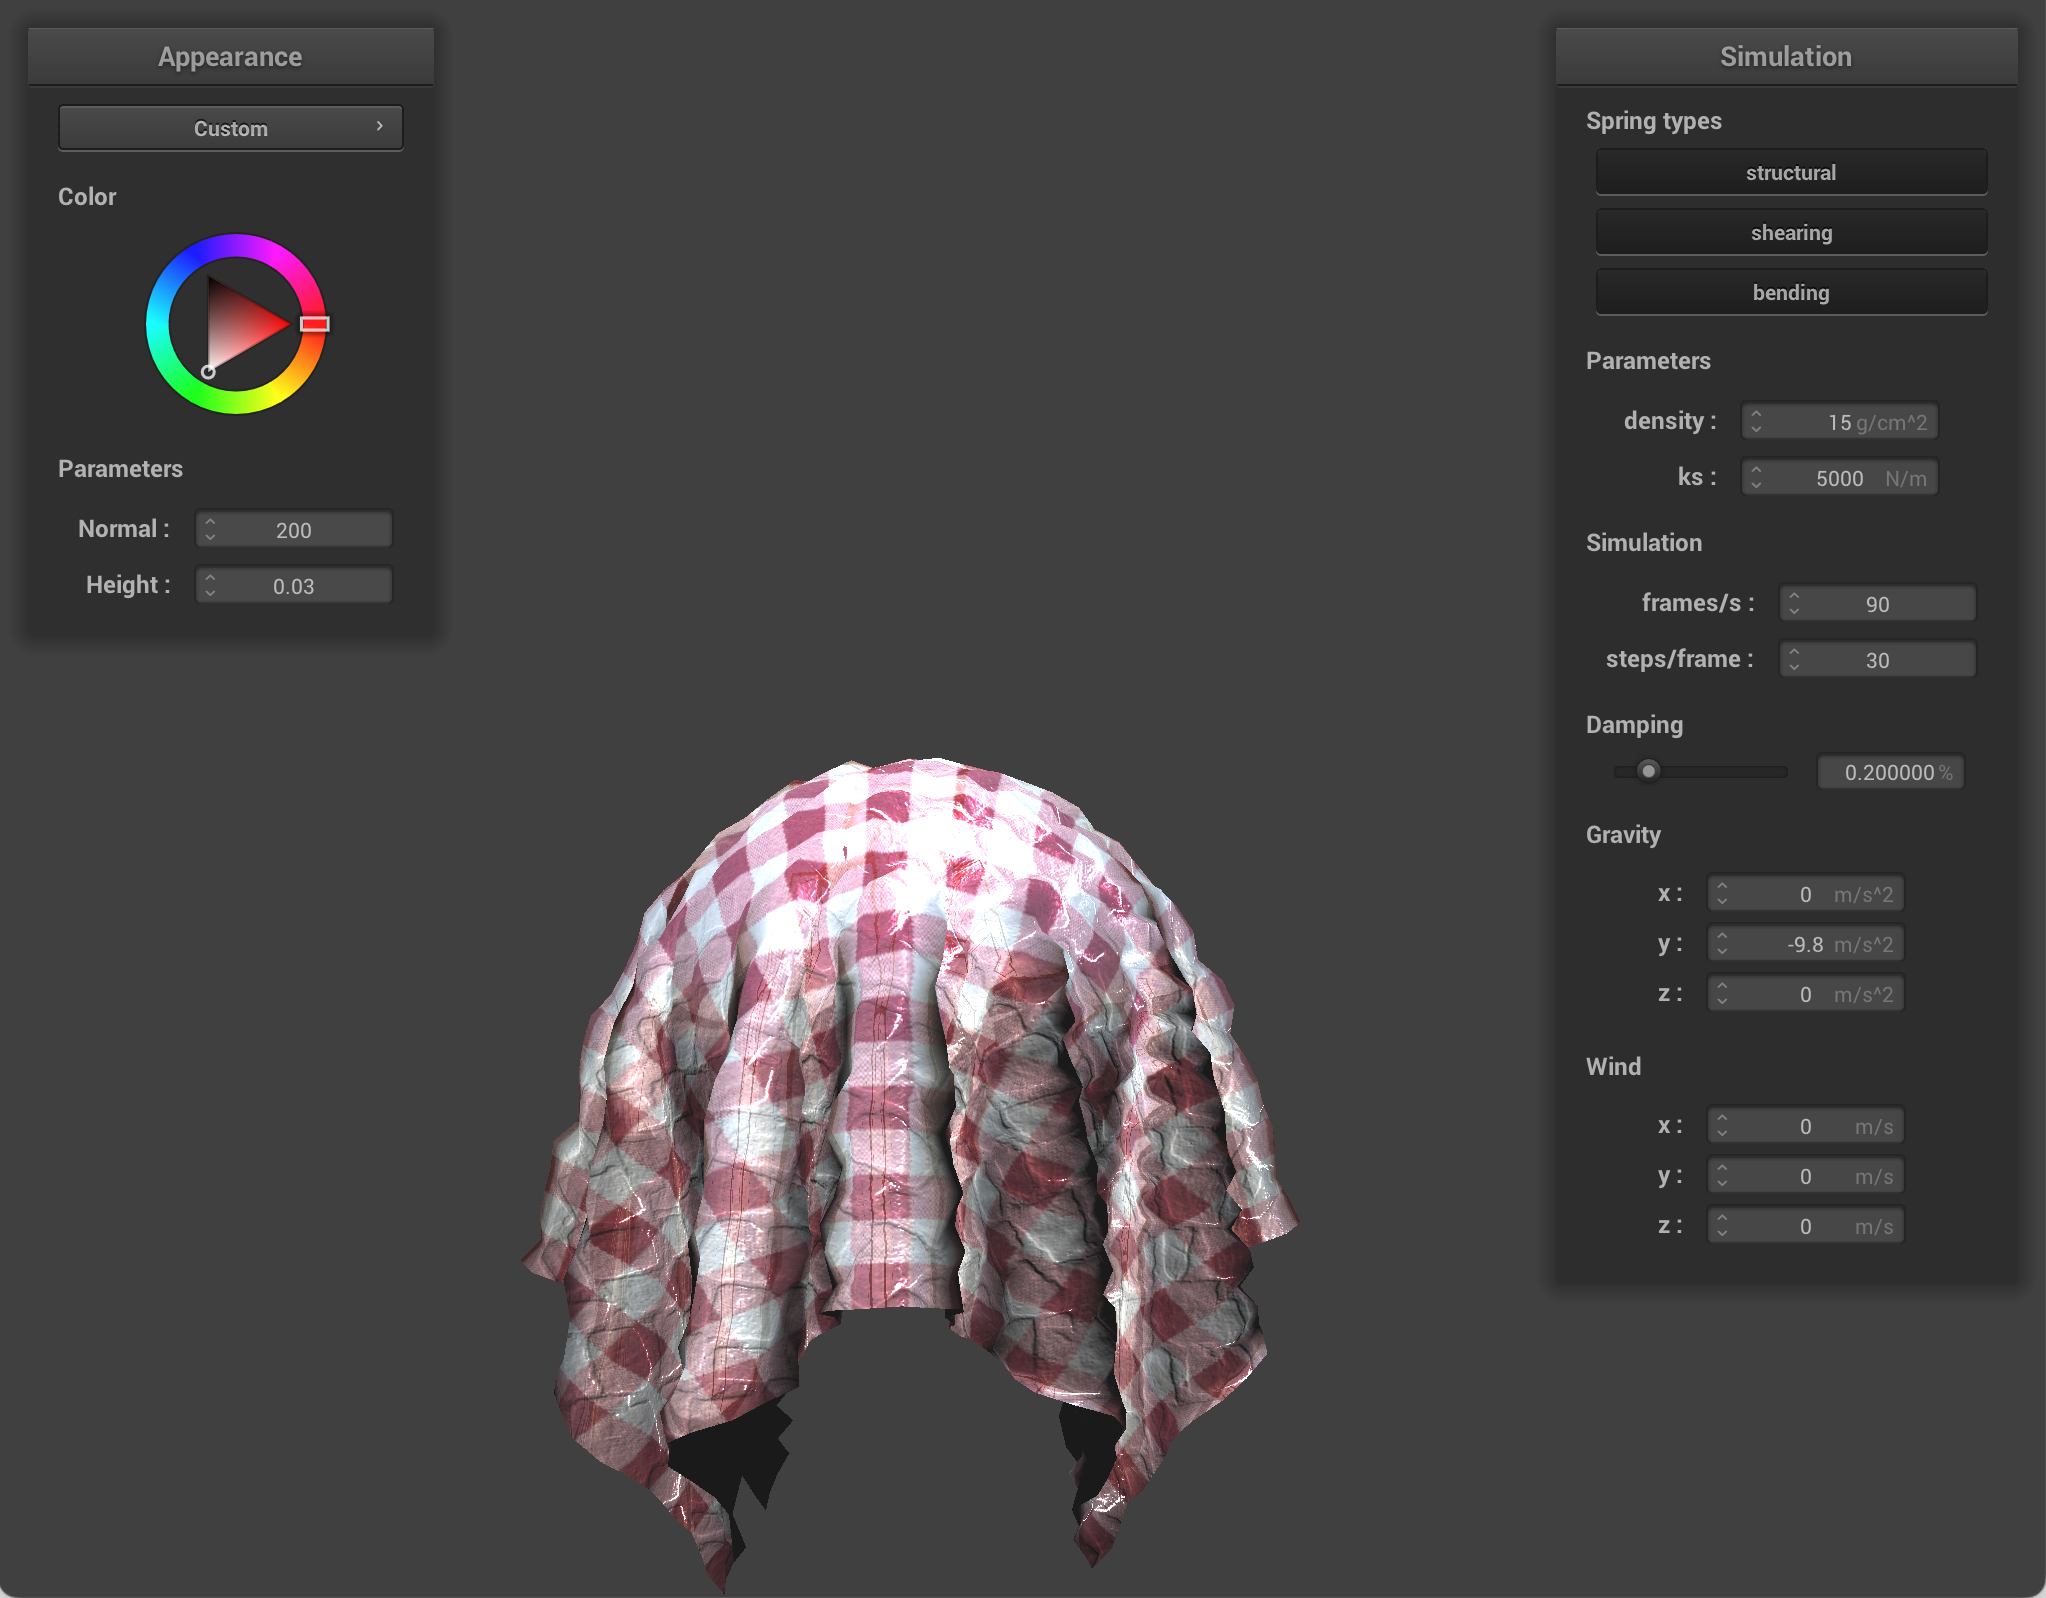 Appearance
Custom
Color
Parameters
Normal : 200
Height : 0.03
Simulation
Spring types
structural
shearing
bending
Parameters
density : 15 g/cm^2
ks : 5000 N/m
Simulation
frames/s : 90
steps/frame : 30
Damping
0.200000 %
Gravity
x : 0 m/s^2
y : -9.8 m/s^2
z : 0 m/s^2
Wind
x : 0 m/s
y : 0 m/s
z : 0 m/s